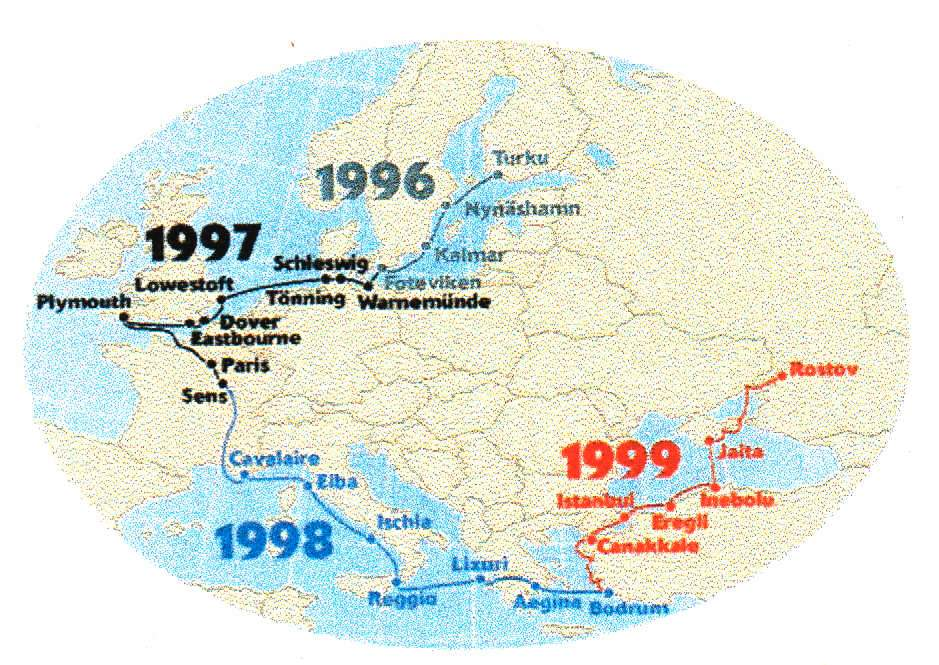 Turku
1996
Nynäshamn
1997
Kalmar
Schleswig
Foteviken
Lowestoft
Tönning
Warnemünde
Plymouth
Dover
Eastbourne
Paris
Rostov
Sens
Jalta
1999
Cavalaire
Elba
Istanbul
Inebolu
Eregli
Ischia
1998
Canakkale
Lixuri
Reggio
Aegina
Bodrum